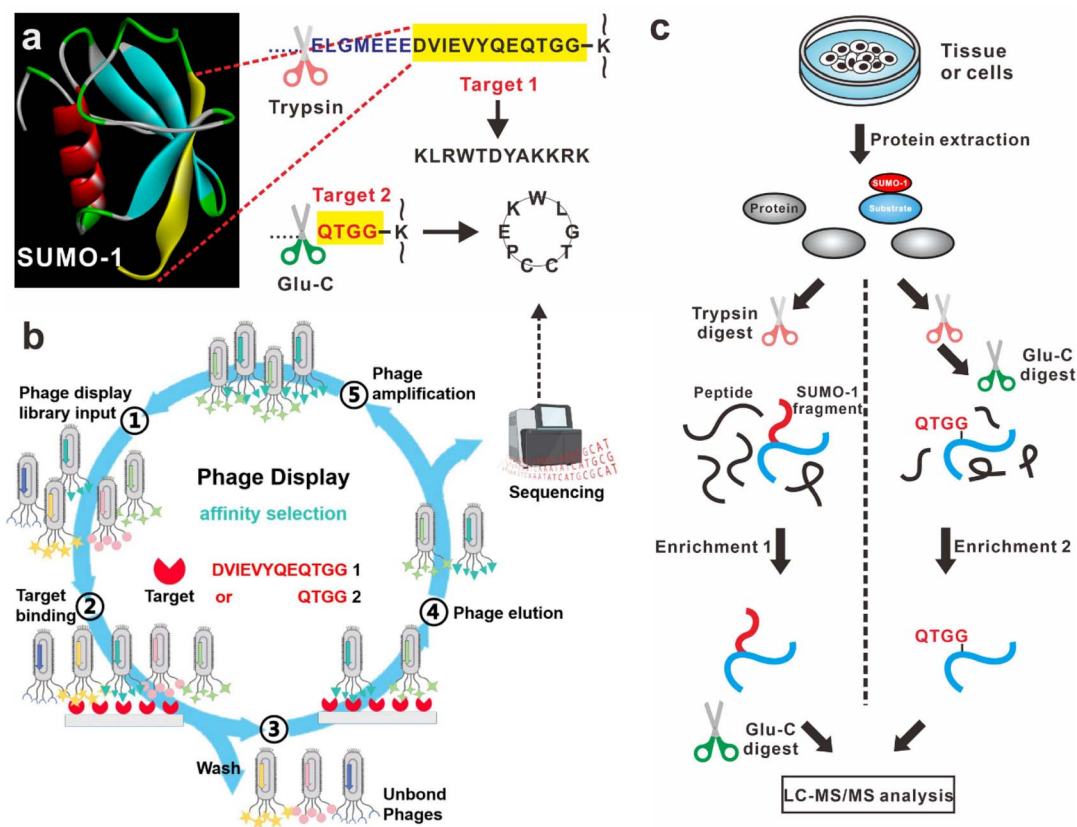 a
SUMO-1
......ELGMEEEDVIEVYQEQTGG-K
Trypsin
Target 1
KLRWTDYAKKRK
Target 2
......QTGG-K
Glu-C
K W L G T C C P E
b
Phage display
library input
①
Target
binding
②
③
Wash
Unbond
Phages
④
Phage elution
⑤
Phage
amplification
Phage Display
affinity selection
Target
DVIEVYQEQTGG 1
or QTGG 2
Sequencing
c
Tissue
or cells
Protein extraction
SUMO-1
Substrate
Protein
Trypsin
digest
Glu-C
digest
Peptide
SUMO-1
fragment
QTGG
Enrichment 1
Enrichment 2
QTGG
Glu-C
digest
LC-MS/MS analysis